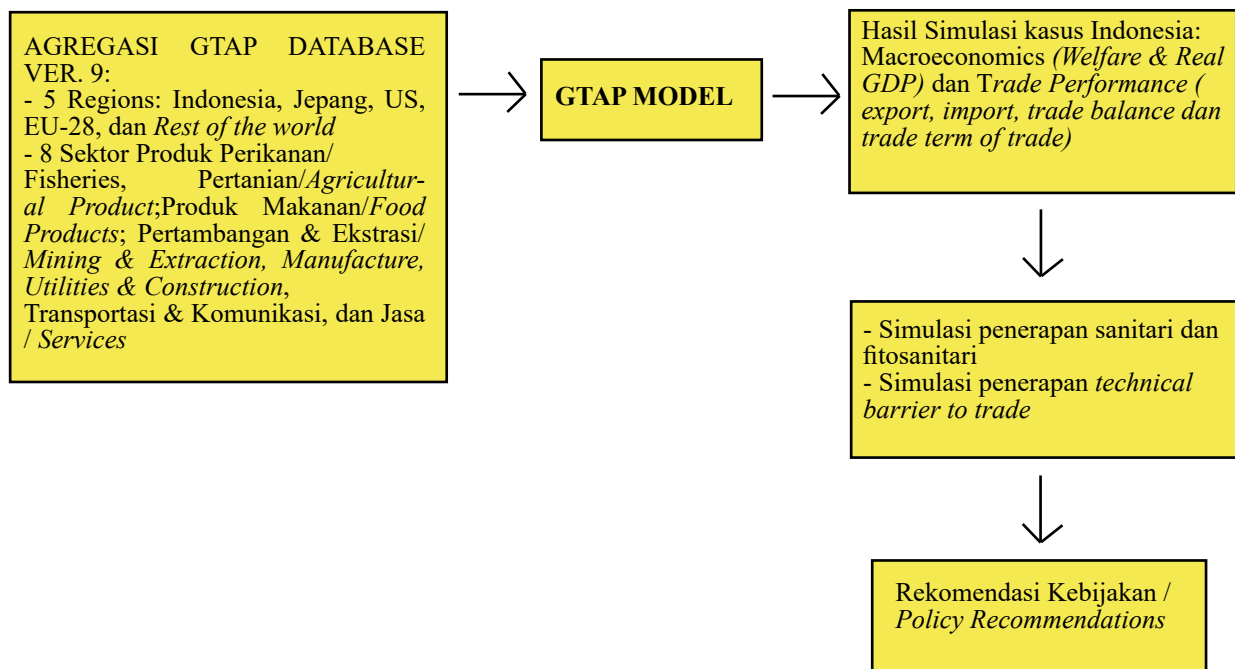 AGREGASI GTAP DATABASE
VER. 9:
- 5 Regions: Indonesia, Jepang, US,
EU-28, dan Rest of the world
- 8 Sektor Produk Perikanan/
Fisheries, Pertanian/Agricultur-
al Product;Produk Makanan/Food
Products; Pertambangan & Ekstrasi/
Mining & Extraction, Manufacture,
Utilities & Construction,
Transportasi & Komunikasi, dan Jasa
/ Services
GTAP MODEL
Hasil Simulasi kasus Indonesia:
Macroeconomics (Welfare & Real
GDP) dan Trade Performance (
export, import, trade balance dan
trade term of trade)
- Simulasi penerapan sanitari dan
fitosanitari
- Simulasi penerapan technical
barrier to trade
Rekomendasi Kebijakan /
Policy Recommendations